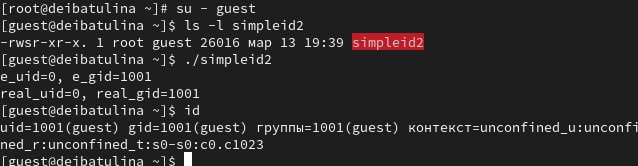 [root@deibatulina ~]# su - guest
[guest@deibatulina ~]$ ls -l simpleid2
-rwsr-xr-x. 1 root guest 26016 мар 13 19:39 simpleid2
[guest@deibatulina ~]$ ./simpleid2
e_uid=0, e_gid=1001
real_uid=0, real_gid=1001
[guest@deibatulina ~]$ id
uid=1001(guest) gid=1001(guest) группы=1001(guest) контекст=unconfined_u:unconfi
ned_r:unconfined_t:s0-s0:c0.c1023
[guest@deibatulina ~]$